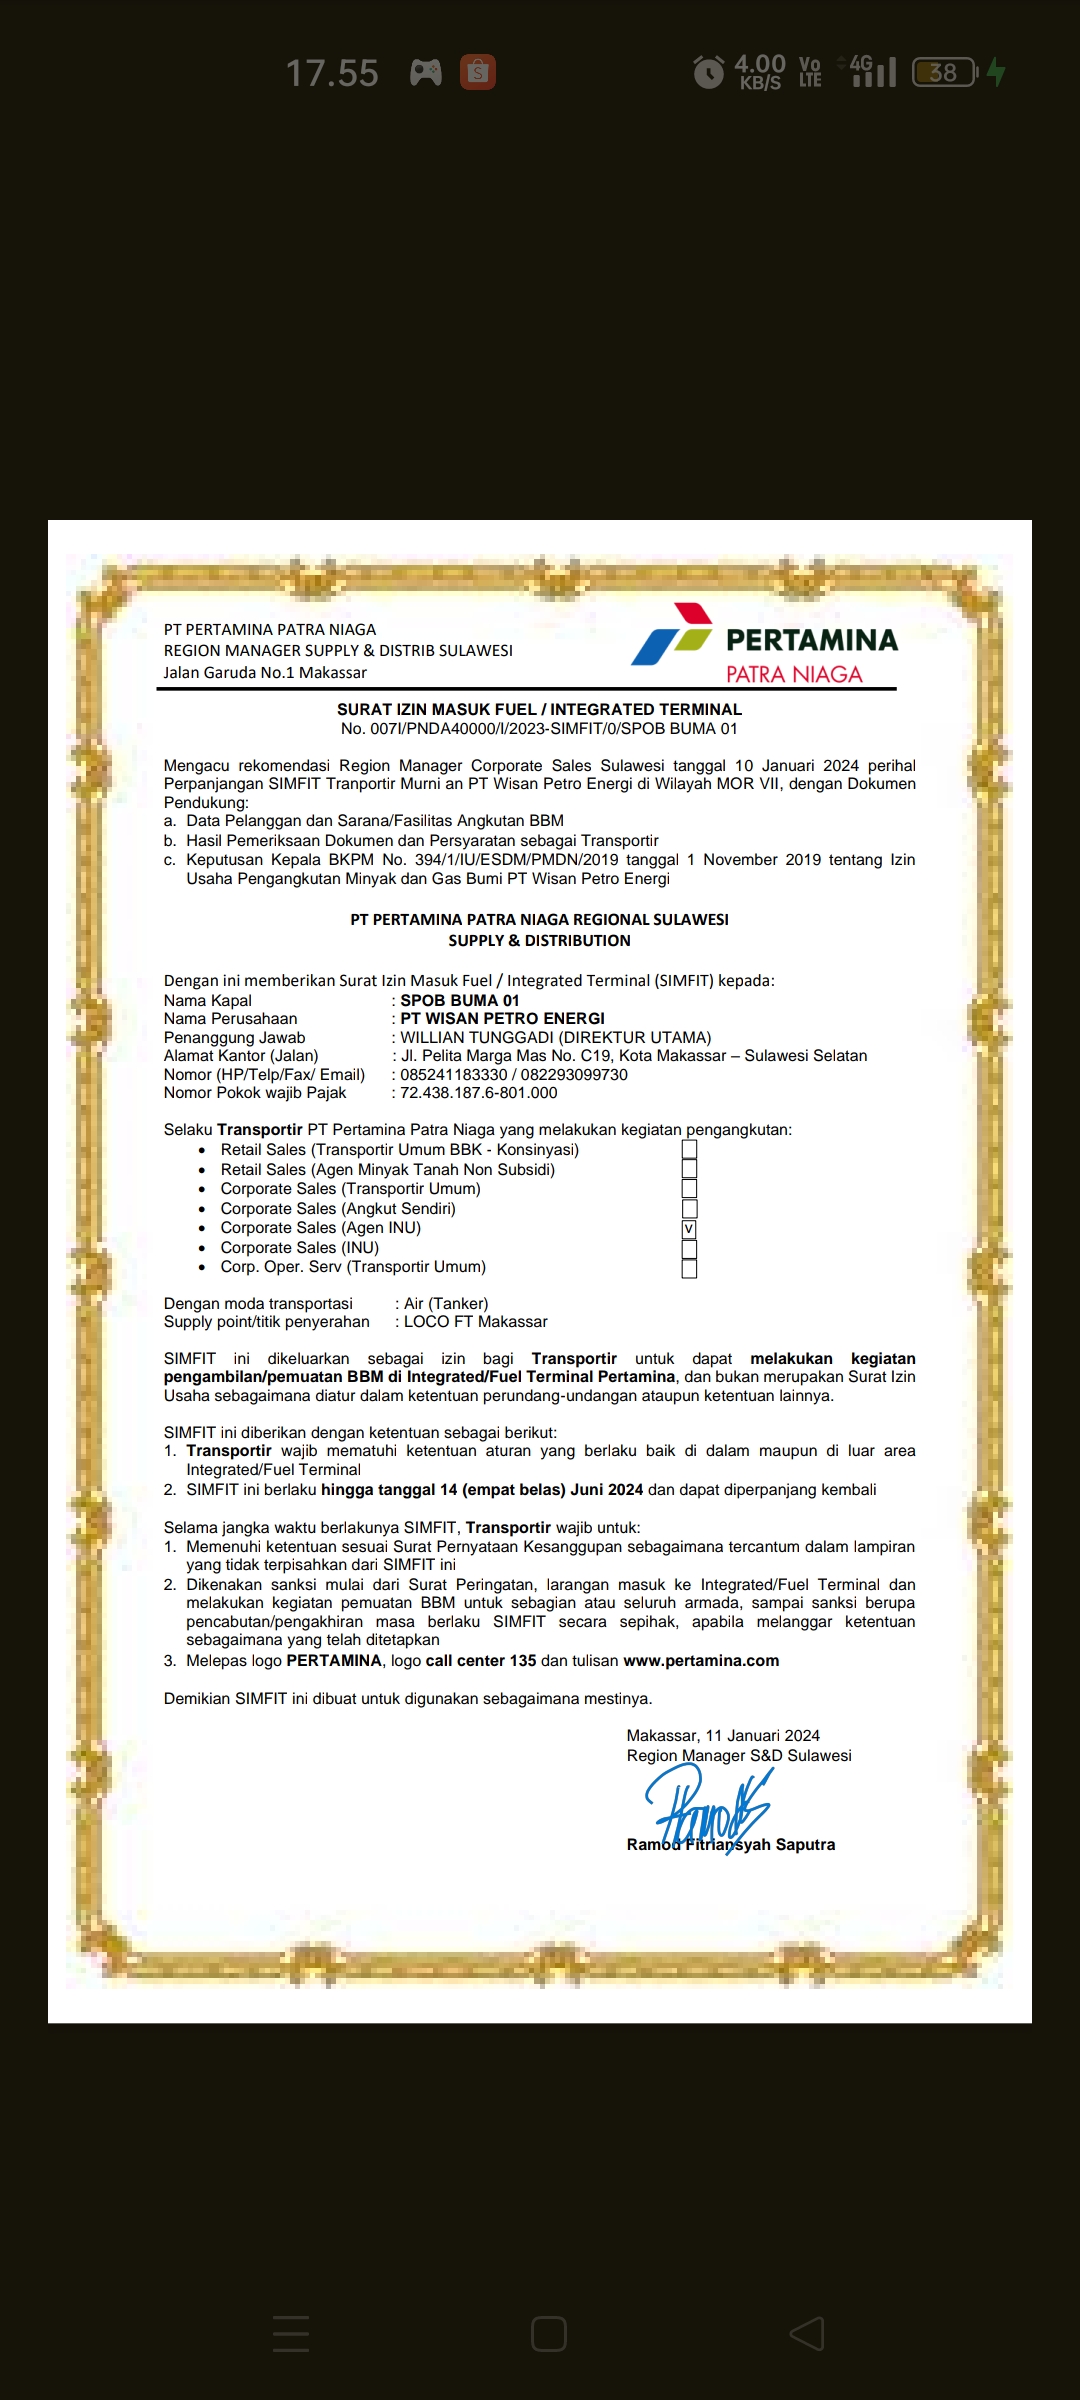 17.55
4.00 KB/S
Vo LTE
4G
38
PT PERTAMINA PATRA NIAGA
REGION MANAGER SUPPLY & DISTRIB SULAWESI
Jalan Garuda No.1 Makassar
PERTAMINA
PATRA NIAGA
SURAT IZIN MASUK FUEL / INTEGRATED TERMINAL
No. 007I/PNDA40000/I/2023-SIMFIT/0/SPOB BUMA 01
Mengacu rekomendasi Region Manager Corporate Sales Sulawesi tanggal 10 Januari 2024 perihal
Perpanjangan SIMFIT Tranportir Murni an PT Wisan Petro Energi di Wilayah MOR VII, dengan Dokumen
Pendukung:
a. Data Pelanggan dan Sarana/Fasilitas Angkutan BBM
b. Hasil Pemeriksaan Dokumen dan Persyaratan sebagai Transportir
c. Keputusan Kepala BKPM No. 394/1/IU/ESDM/PMDN/2019 tanggal 1 November 2019 tentang Izin
Usaha Pengangkutan Minyak dan Gas Bumi PT Wisan Petro Energi
PT PERTAMINA PATRA NIAGA REGIONAL SULAWESI
SUPPLY & DISTRIBUTION
Dengan ini memberikan Surat Izin Masuk Fuel / Integrated Terminal (SIMFIT) kepada:
Nama Kapal : SPOB BUMA 01
Nama Perusahaan : PT WISAN PETRO ENERGI
Penanggung Jawab : WILLIAN TUNGGADI (DIREKTUR UTAMA)
Alamat Kantor (Jalan) : Jl. Pelita Marga Mas No. C19, Kota Makassar – Sulawesi Selatan
Nomor (HP/Telp/Fax/ Email) : 085241183330 / 082293099730
Nomor Pokok wajib Pajak : 72.438.187.6-801.000
Selaku Transportir PT Pertamina Patra Niaga yang melakukan kegiatan pengangkutan:
• Retail Sales (Transportir Umum BBK - Konsinyasi)
• Retail Sales (Agen Minyak Tanah Non Subsidi)
• Corporate Sales (Transportir Umum)
• Corporate Sales (Angkut Sendiri)
• Corporate Sales (Agen INU) V
• Corporate Sales (INU)
• Corp. Oper. Serv (Transportir Umum)
Dengan moda transportasi : Air (Tanker)
Supply point/titik penyerahan : LOCO FT Makassar
SIMFIT ini dikeluarkan sebagai izin bagi Transportir untuk dapat melakukan kegiatan
pengambilan/pemuatan BBM di Integrated/Fuel Terminal Pertamina, dan bukan merupakan Surat Izin
Usaha sebagaimana diatur dalam ketentuan perundang-undangan ataupun ketentuan lainnya.
SIMFIT ini diberikan dengan ketentuan sebagai berikut:
1. Transportir wajib mematuhi ketentuan aturan yang berlaku baik di dalam maupun di luar area
Integrated/Fuel Terminal
2. SIMFIT ini berlaku hingga tanggal 14 (empat belas) Juni 2024 dan dapat diperpanjang kembali
Selama jangka waktu berlakunya SIMFIT, Transportir wajib untuk:
1. Memenuhi ketentuan sesuai Surat Pernyataan Kesanggupan sebagaimana tercantum dalam lampiran
yang tidak terpisahkan dari SIMFIT ini
2. Dikenakan sanksi mulai dari Surat Peringatan, larangan masuk ke Integrated/Fuel Terminal dan
melakukan kegiatan pemuatan BBM untuk sebagian atau seluruh armada, sampai sanksi berupa
pencabutan/pengakhiran masa berlaku SIMFIT secara sepihak, apabila melanggar ketentuan
sebagaimana yang telah ditetapkan
3. Melepas logo PERTAMINA, logo call center 135 dan tulisan www.pertamina.com
Demikian SIMFIT ini dibuat untuk digunakan sebagaimana mestinya.
Makassar, 11 Januari 2024
Region Manager S&D Sulawesi
Ramod Fitriansyah Saputra